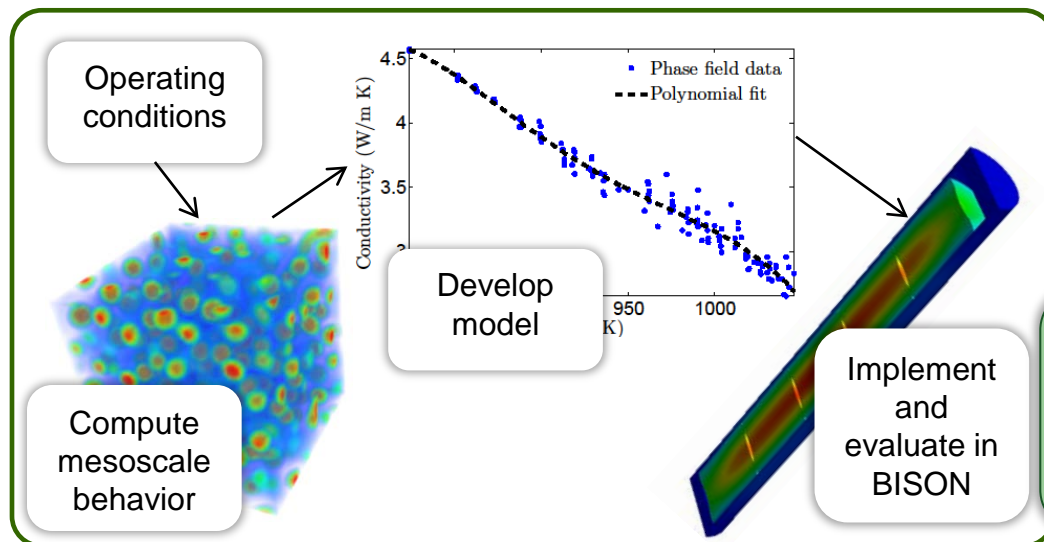 Operating
conditions
4.5
4
3.5
3
Conductivity (W/m K)
Phase field data
Polynomial fit
950
1000
K)
Develop
model
Compute
mesoscale
behavior
Implement
and
evaluate in
BISON